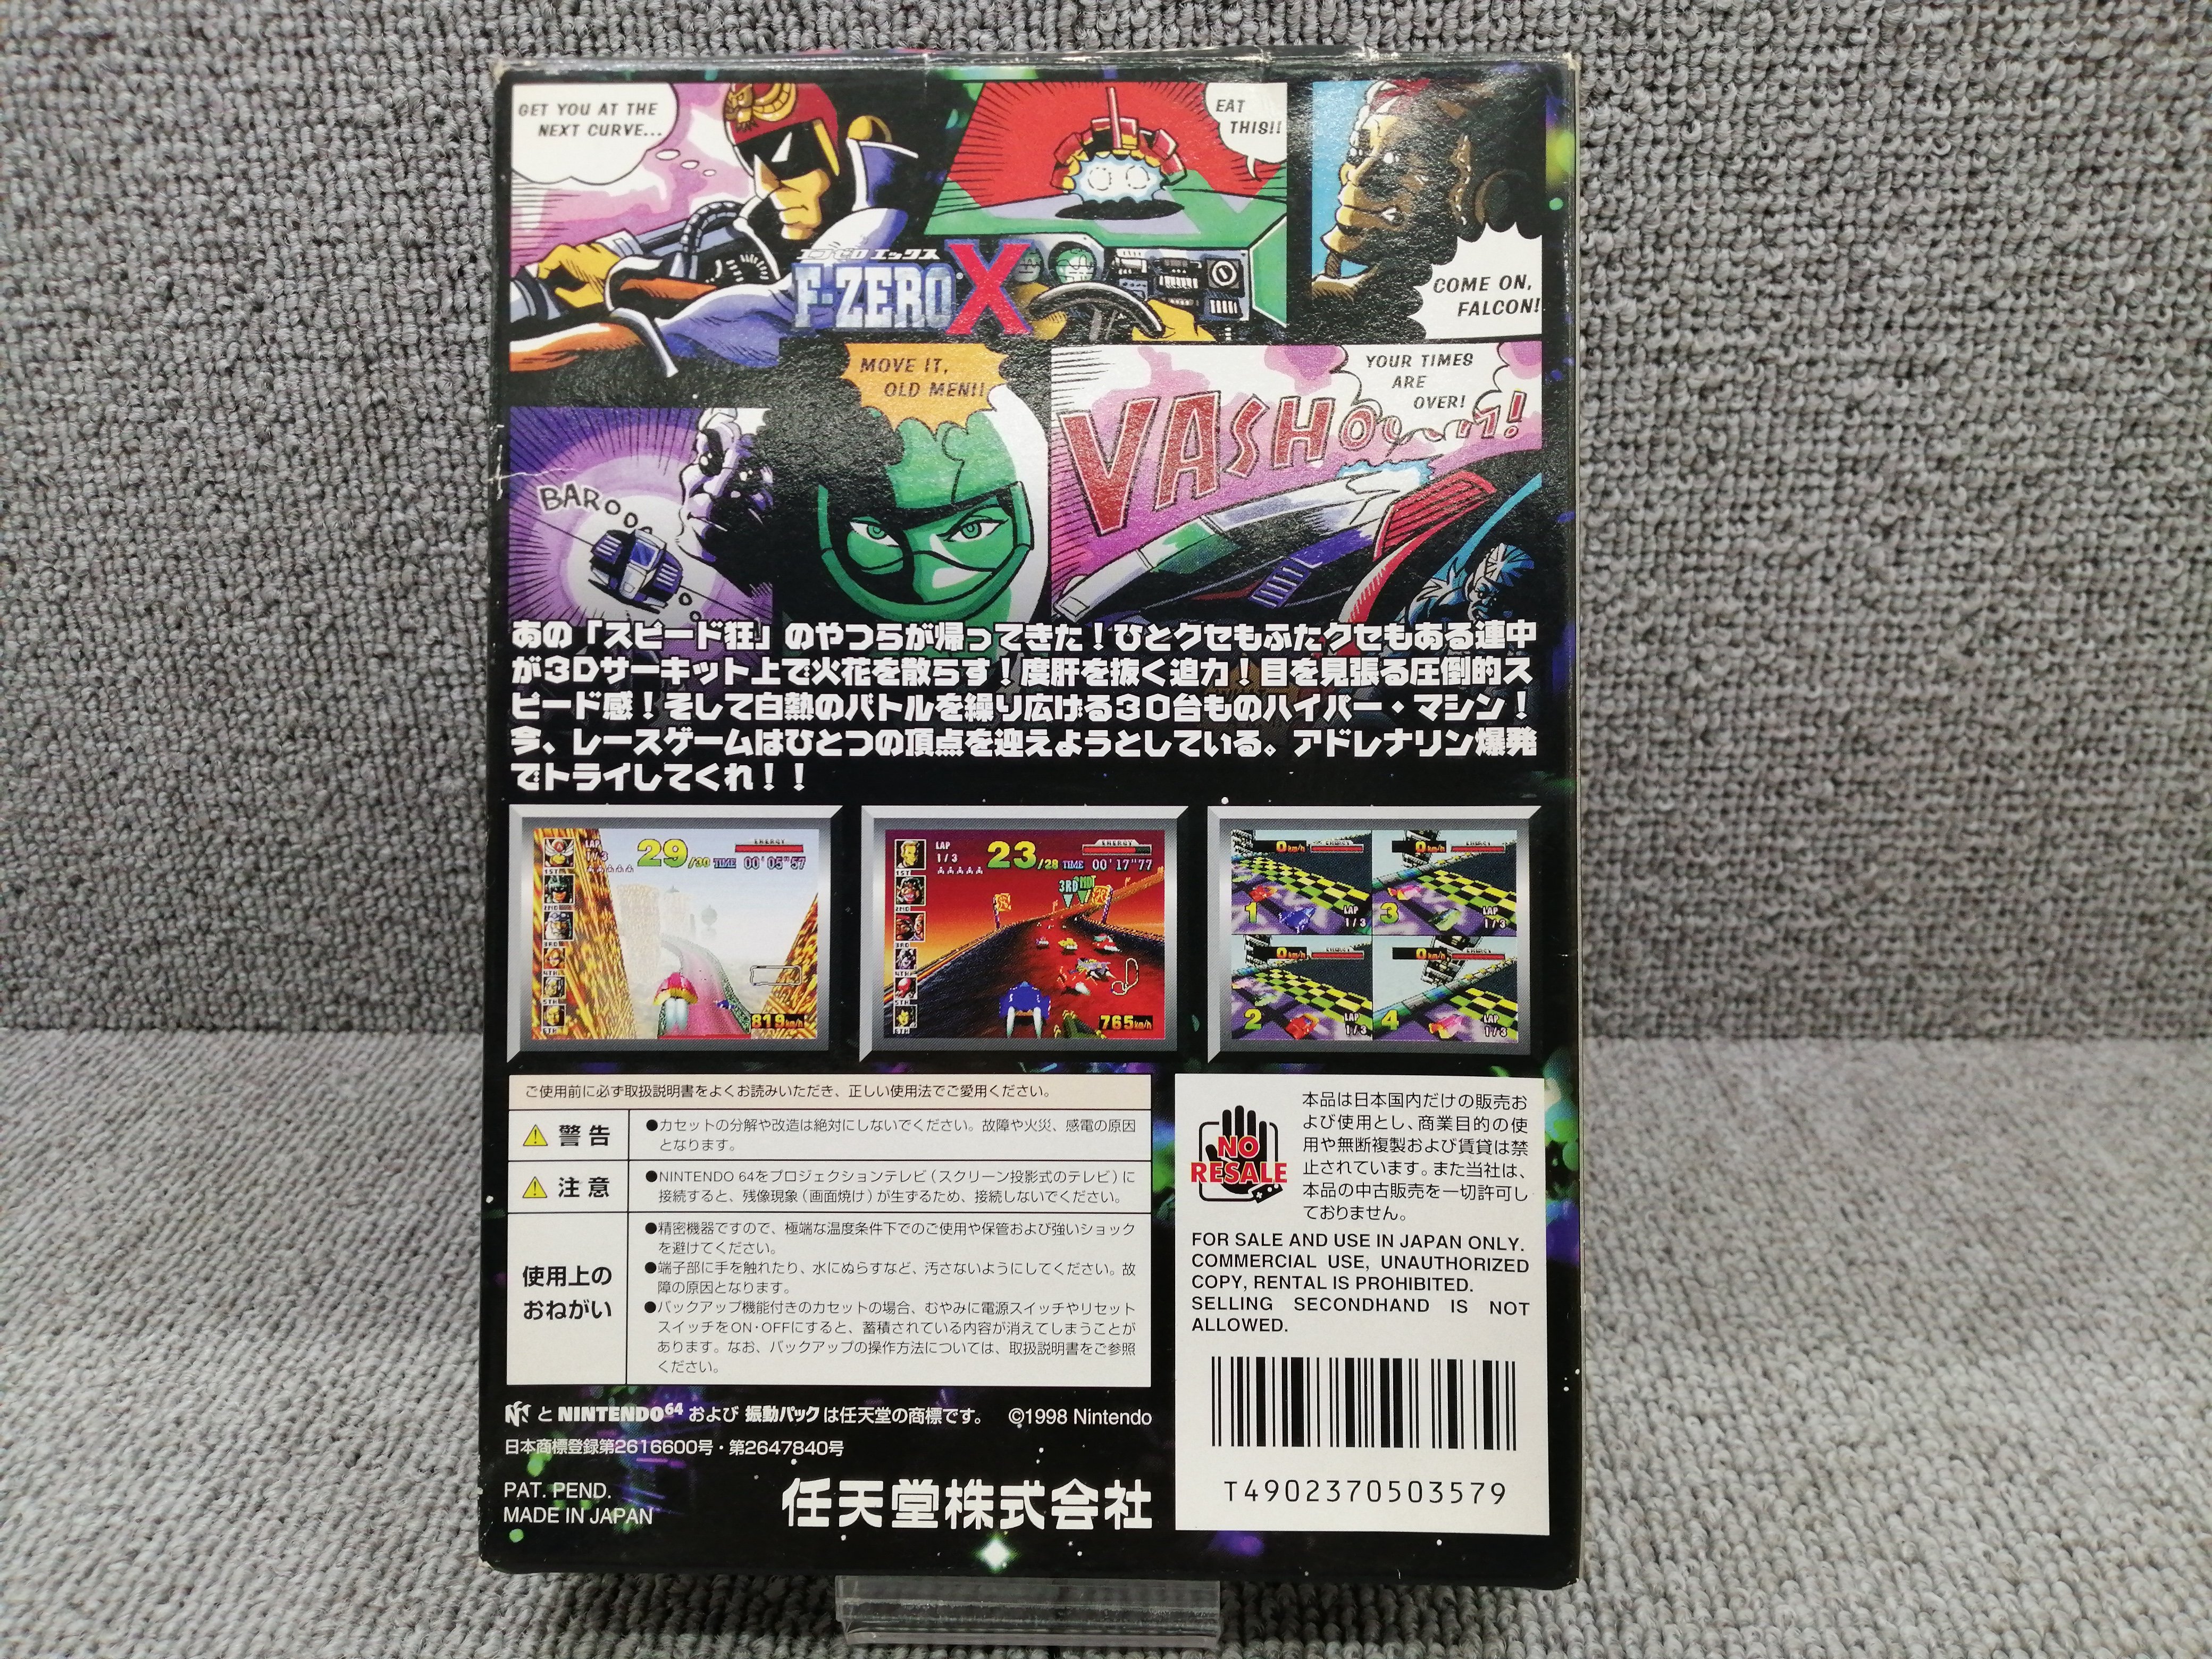 GET YOU AT THE
NEXT CURVE...
EAT
THIS!!
COME ON,
FALCON!
エフゼロ エックス
F-ZERO X
MOVE IT,
OLD MEN!!
YOUR TIMES
ARE
OVER!
あの「スピード狂」のやつらが帰ってきた！ひとクセもふたクセもある連中
が3Dサーキット上で火花を散らす！度肝を抜く迫力！目を見張る圧倒的ス
ピード感！そして白熱のバトルを繰り広げる30台ものハイパー・マシン！
今、レースゲームはひとつの頂点を迎えようとしている。アドレナリン爆発
でトライしてくれ！！
LAP
1/3
29/30 TIME 00'05"57
ENERGY
1ST
2ND
3RD
4TH
5TH
6TH
819km/h
LAP
1/3
23/28 TIME 00'17"77
ENERGY
3RD
1ST
2ND
3RD
4TH
5TH
6TH
765km/h
0km/h ENERGY
1 LAP 1/3
0km/h ENERGY
3 LAP 1/3
0km/h ENERGY
2 LAP 1/3
0km/h ENERGY
4 LAP 1/3
ご使用前に必ず取扱説明書をよくお読みいただき、正しい使用法でご愛用ください。
警告
●カセットの分解や改造は絶対にしないでください。故障や火災、感電の原因
となります。
注意
●NINTENDO 64をプロジェクションテレビ（スクリーン投影式のテレビ）に
接続すると、残像現象（画面焼け）が生ずるため、接続しないでください。
使用上の
おねがい
●精密機器ですので、極端な温度条件下でのご使用や保管および強いショック
を避けてください。
●端子部に手を触れたり、水にぬらすなど、汚さないようにしてください。故
障の原因となります。
●バックアップ機能付きのカセットの場合、むやみに電源スイッチやリセット
スイッチをON・OFFにすると、蓄積されている内容が消えてしまうことが
あります。なお、バックアップの操作方法については、取扱説明書をご参照
ください。
NO
RESALE
本品は日本国内だけの販売お
よび使用とし、商業目的の使
用や無断複製および賃貸は禁
止されています。また当社は、
本品の中古販売を一切許可し
ておりません。
FOR SALE AND USE IN JAPAN ONLY.
COMMERCIAL USE, UNAUTHORIZED
COPY, RENTAL IS PROHIBITED.
SELLING SECONDHAND IS NOT
ALLOWED.
T4902370503579
と NINTENDO64 および 振動パック は任天堂の商標です。 ©1998 Nintendo
日本商標登録第2616600号・第2647840号
PAT. PEND.
MADE IN JAPAN
任天堂株式会社